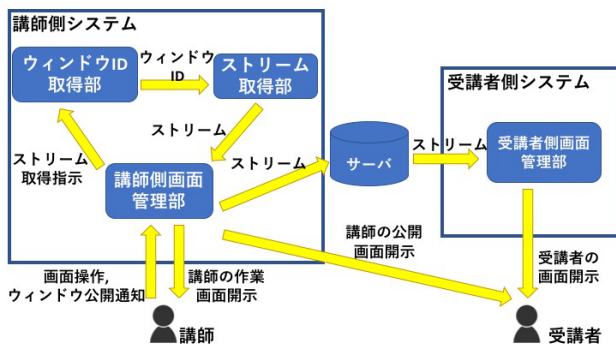 講師側システム
ウィンドウID
取得部
ウィンドウ
ID
ストリーム
取得部
ストリーム
取得指示
ストリーム
講師側画面
管理部
ストリーム
サーバ
ストリーム
受講者側システム
受講者側画面
管理部
画面操作,
ウィンドウ公開通知
講師の作業
画面開示
講師の公開
画面開示
受講者の
画面開示
講師
受講者